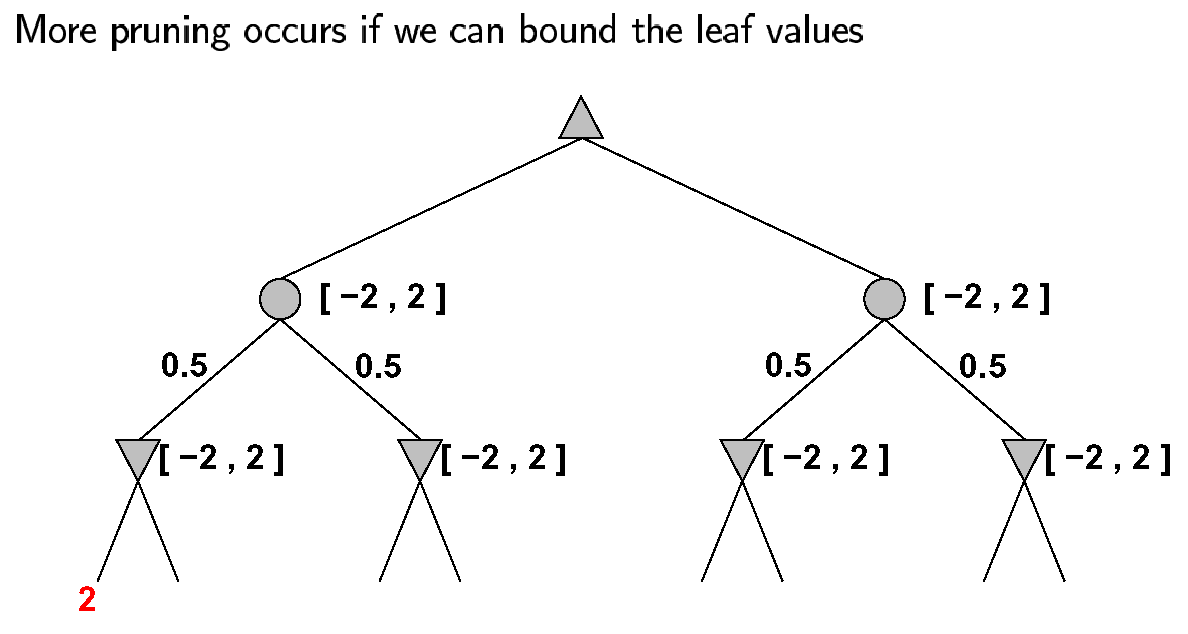 More pruning occurs if we can bound the leaf values
[ −2 , 2 ] [ −2 , 2 ]
0.5 0.5 0.5 0.5
[ −2 , 2 ] [ −2 , 2 ] [ −2 , 2 ] [ −2 , 2 ]
2